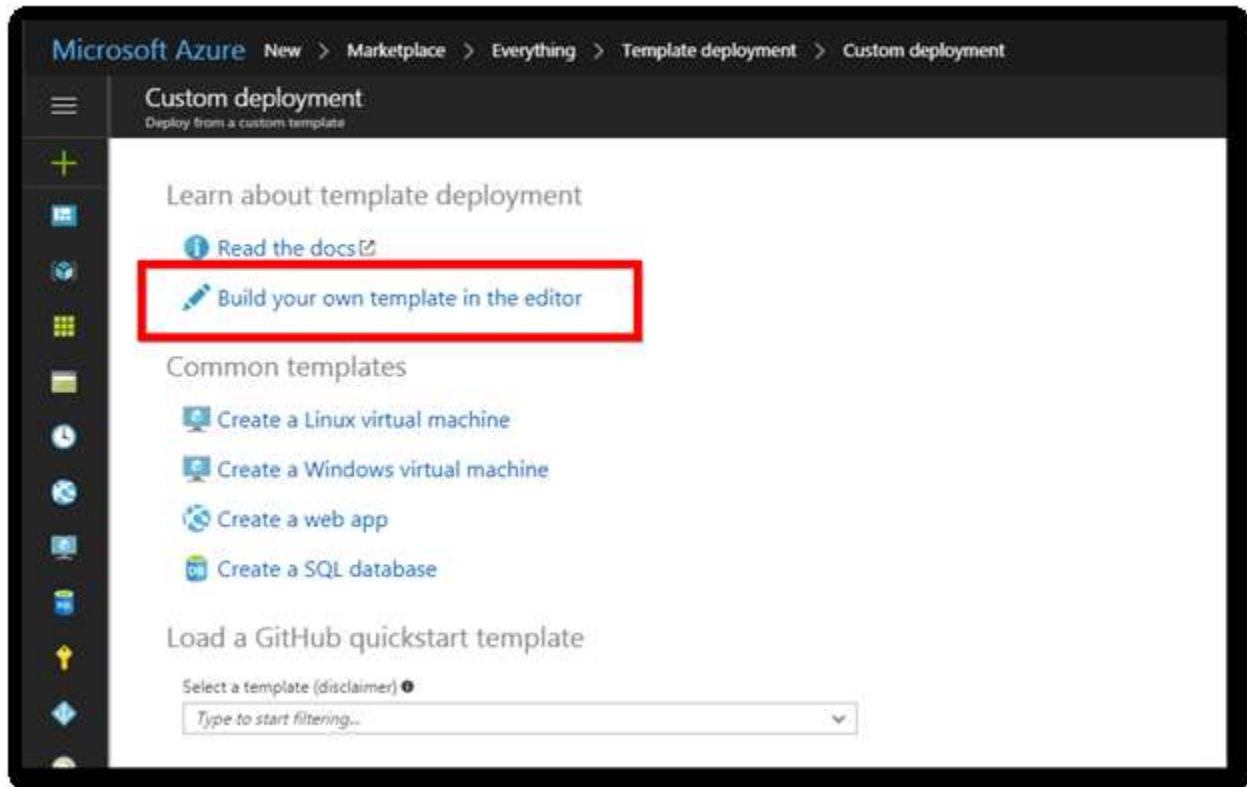 Microsoft Azure New > Marketplace > Everything > Template deployment > Custom deployment
Custom deployment
Deploy from a custom template
Learn about template deployment
Read the docs
Build your own template in the editor
Common templates
Create a Linux virtual machine
Create a Windows virtual machine
Create a web app
Create a SQL database
Load a GitHub quickstart template
Select a template (disclaimer)
Type to start filtering...